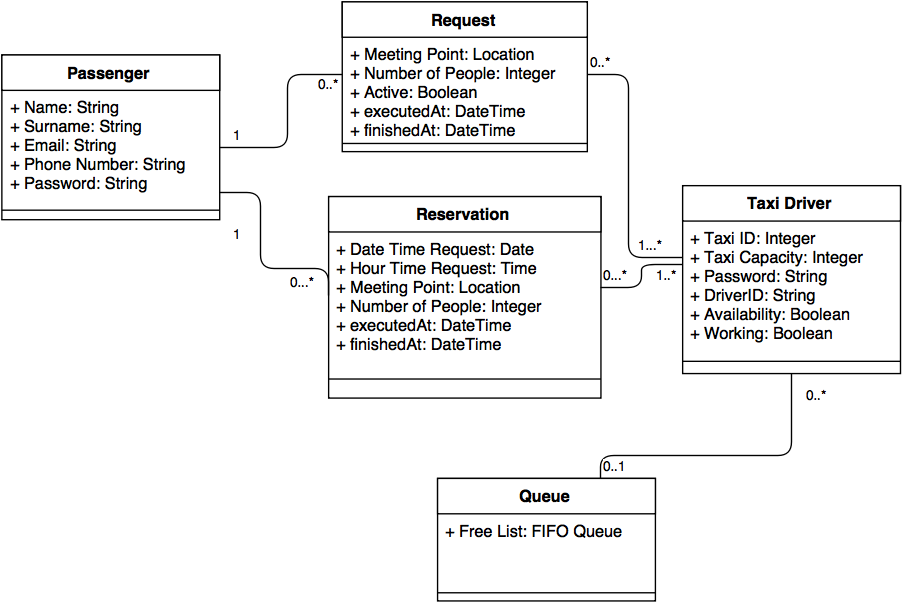 Request
+ Meeting Point: Location
+ Number of People: Integer
+ Active: Boolean
+ executedAt: DateTime
+ finishedAt: DateTime
Passenger
+ Name: String
+ Surname: String
+ Email: String
+ Phone Number: String
+ Password: String
1
0..*
0..*
1
0...*
Reservation
+ Date Time Request: Date
+ Hour Time Request: Time
+ Meeting Point: Location
+ Number of People: Integer
+ executedAt: DateTime
+ finishedAt: DateTime
1...*
0...*
1..*
Taxi Driver
+ Taxi ID: Integer
+ Taxi Capacity: Integer
+ Password: String
+ DriverID: String
+ Availability: Boolean
+ Working: Boolean
0..*
0..1
Queue
+ Free List: FIFO Queue